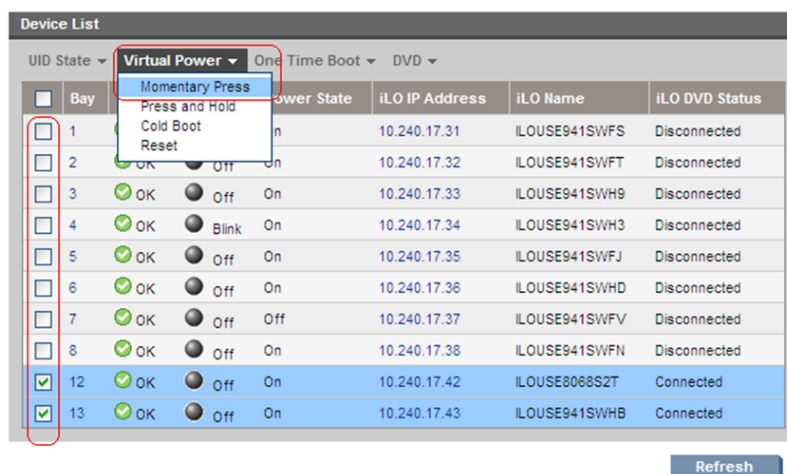 Device List
UID State Virtual Power One Time Boot DVD
Momentary Press
Press and Hold
Cold Boot
Reset
Bay ower State iLO IP Address iLO Name iLO DVD Status
1 n 10.240.17.31 ILOUSE941SWFS Disconnected
2 OK Off On 10.240.17.32 ILOUSE941SWFT Disconnected
3 OK Off On 10.240.17.33 ILOUSE941SWH9 Disconnected
4 OK Blink On 10.240.17.34 ILOUSE941SWH3 Disconnected
5 OK Off On 10.240.17.35 ILOUSE941SWFJ Disconnected
6 OK Off On 10.240.17.36 ILOUSE941SWHD Disconnected
7 OK Off Off 10.240.17.37 ILOUSE941SWFV Disconnected
8 OK Off On 10.240.17.38 ILOUSE941SWFN Disconnected
12 OK Off On 10.240.17.42 ILOUSE8068S2T Connected
13 OK Off On 10.240.17.43 ILOUSE941SWHB Connected
Refresh